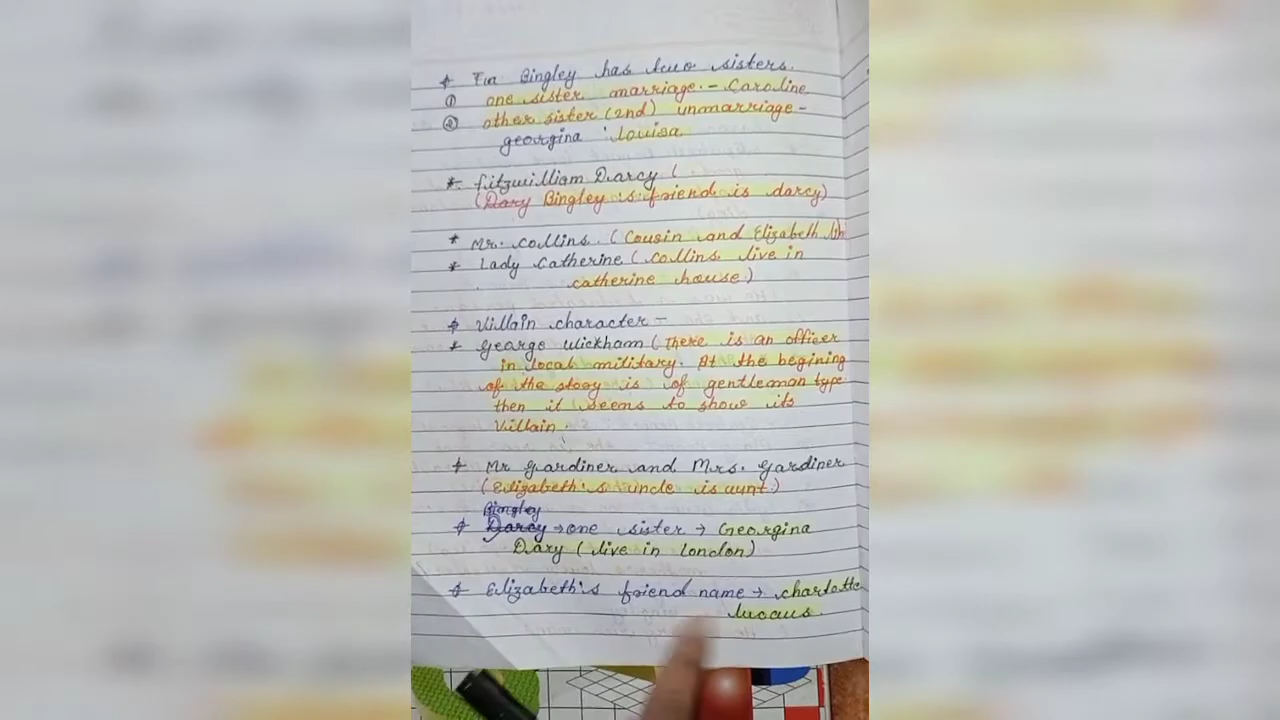 * Bingley has two sisters.
① one sister marriage. - Caroline
② other sister (2nd) unmarriage -
georgina louisa
* fitzwilliam Darcy (
(Dary Bingley is friend is darcy)
* Mr. Collins. (Cousin and Elizabeth
* Lady Catherine (collins live in
catherine house.)
* Villain character -
* George Wickham (There is an officer
in local military. At the begining
of the story is of gentleman type
then it seems to show its
Villain.
* Mr Gardiner and Mrs. Gardiner
(Elizabeth's uncle is aunt.)
Bingley
* Darcy → one sister → Georgina
Dary (live in London)
* Elizabeth's friend name → charlotte
lucaus.